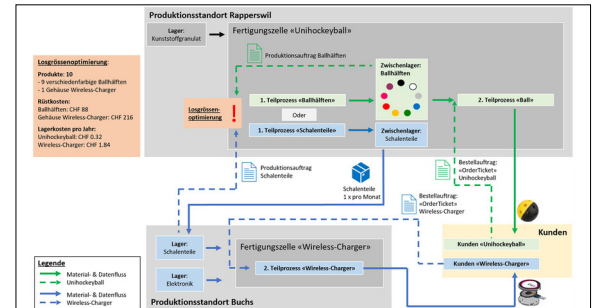 Produktionsstandort Rapperswil
Losgrössenoptimierung:
Produkte: 10
- 9 verschiedenfarbige Ballhälften
- 1 Gehäuse Wireless-Charger
Rüstkosten:
Ballhälften: CHF 88
Gehäuse Wireless-Charger: CHF 216
Lagerkosten pro Jahr:
Unihockeyball: CHF 0.32
Wireless-Charger: CHF 1.84
Lager:
Kunststoffgranulat
Fertigungszelle «Unihockeyball»
Produktionsauftrag Ballhälften
Zwischenlager:
Ballhälften
Losgrössen-
optimierung
!
1. Teilprozess «Ballhälften»
Oder
1. Teilprozess «Schalenteile»
Zwischenlager:
Schalenteile
2. Teilprozess «Ball»
Produktionsauftrag
Schalenteile
Schalenteile
1 x pro Monat
Bestellauftrag:
«OrderTicket»
Unihockeyball
Bestellauftrag:
«OrderTicket»
Wireless-Charger
Kunden
Kunden «Unihockeyball»
Kunden «Wireless-Charger»
Lager:
Schalenteile
Lager:
Elektronik
Fertigungszelle «Wireless-Charger»
2. Teilprozess «Wireless-Charger»
Produktionsstandort Buchs
Legende
Material- & Datenfluss
Unihockeyball
Material- & Datenfluss
Wireless-Charger